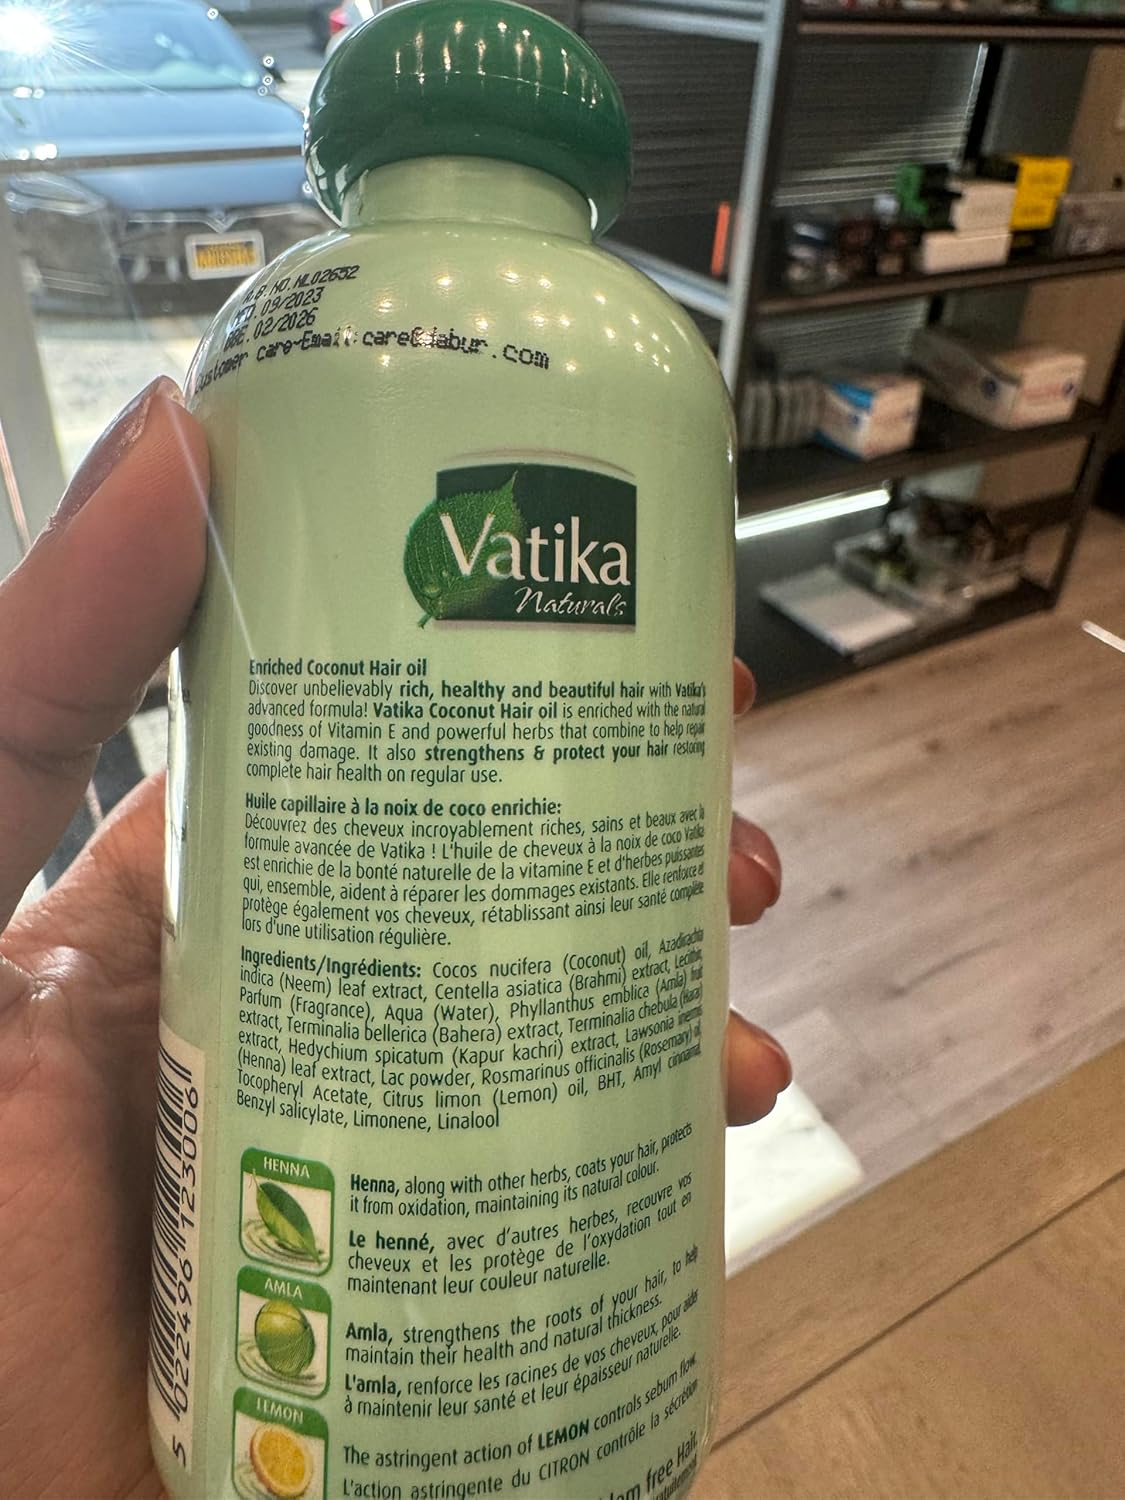 R.B.NO.NL02652
09/2023
02/2026
Customer care-Email: care@dabur.com
Vatika
Naturals
Enriched Coconut Hair oil
Discover unbelievably rich, healthy and beautiful hair with Vatika's
advanced formula! Vatika Coconut Hair oil is enriched with the natural
goodness of Vitamin E and powerful herbs that combine to help repair
existing damage. It also strengthens & protect your hair restoring
complete hair health on regular use.
Huile capillaire à la noix de coco enrichie:
Découvrez des cheveux incroyablement riches, sains et beaux avec la
formule avancée de Vatika ! L'huile de cheveux à la noix de coco Vatika
est enrichie de la bonté naturelle de la vitamine E et d'herbes puissantes
qui, ensemble, aident à réparer les dommages existants. Elle renforce et
protège également vos cheveux, rétablissant ainsi leur santé complète
lors d'une utilisation régulière.
Ingredients/Ingrédients: Cocos nucifera (Coconut) oil, Azadirachta
indica (Neem) leaf extract, Centella asiatica (Brahmi) extract, Lecithin,
Parfum (Fragrance), Aqua (Water), Phyllanthus emblica (Amla) fruit
extract, Terminalia bellerica (Bahera) extract, Terminalia chebula (Harar)
extract, Hedychium spicatum (Kapur kachri) extract, Lawsonia inermis
(Henna) leaf extract, Lac powder, Rosmarinus officinalis (Rosemary) oil,
Tocopheryl Acetate, Citrus limon (Lemon) oil, BHT, Amyl cinnamal,
Benzyl salicylate, Limonene, Linalool
HENNA
Henna, along with other herbs, coats your hair, protects
it from oxidation, maintaining its natural colour.
Le henné, avec d'autres herbes, recouvre vos
cheveux et les protège de l'oxydation tout en
maintenant leur couleur naturelle.
AMLA
Amla, strengthens the roots of your hair, to help
maintain their health and natural thickness.
L'amla, renforce les racines de vos cheveux, pour aider
à maintenir leur santé et leur épaisseur naturelle.
LEMON
The astringent action of LEMON controls sebum flow.
L'action astringente du CITRON contrôle la sécrétion
free Hair.
5 022496 123006